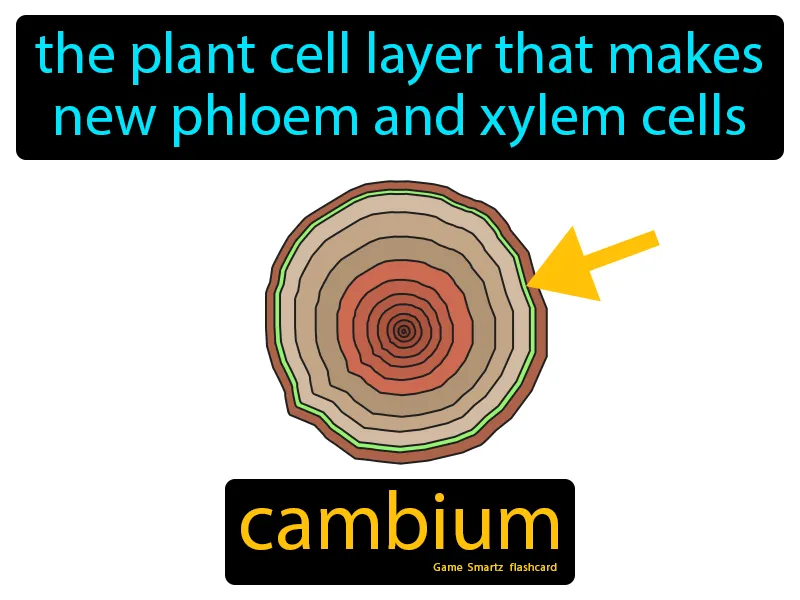 the plant cell layer that makes
new phloem and xylem cells
cambium
Game Smartz flashcard